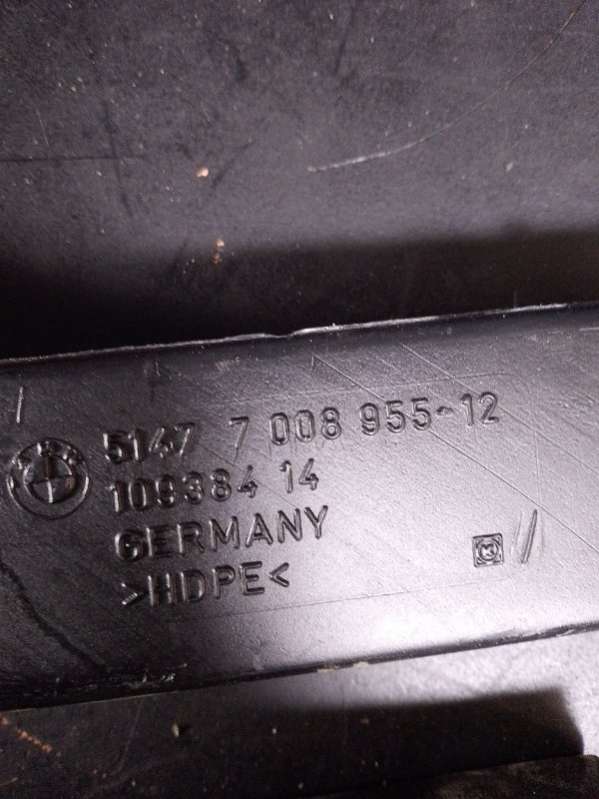 5147 7 008 955-12
109384 14
GERMANY
>HDPE<